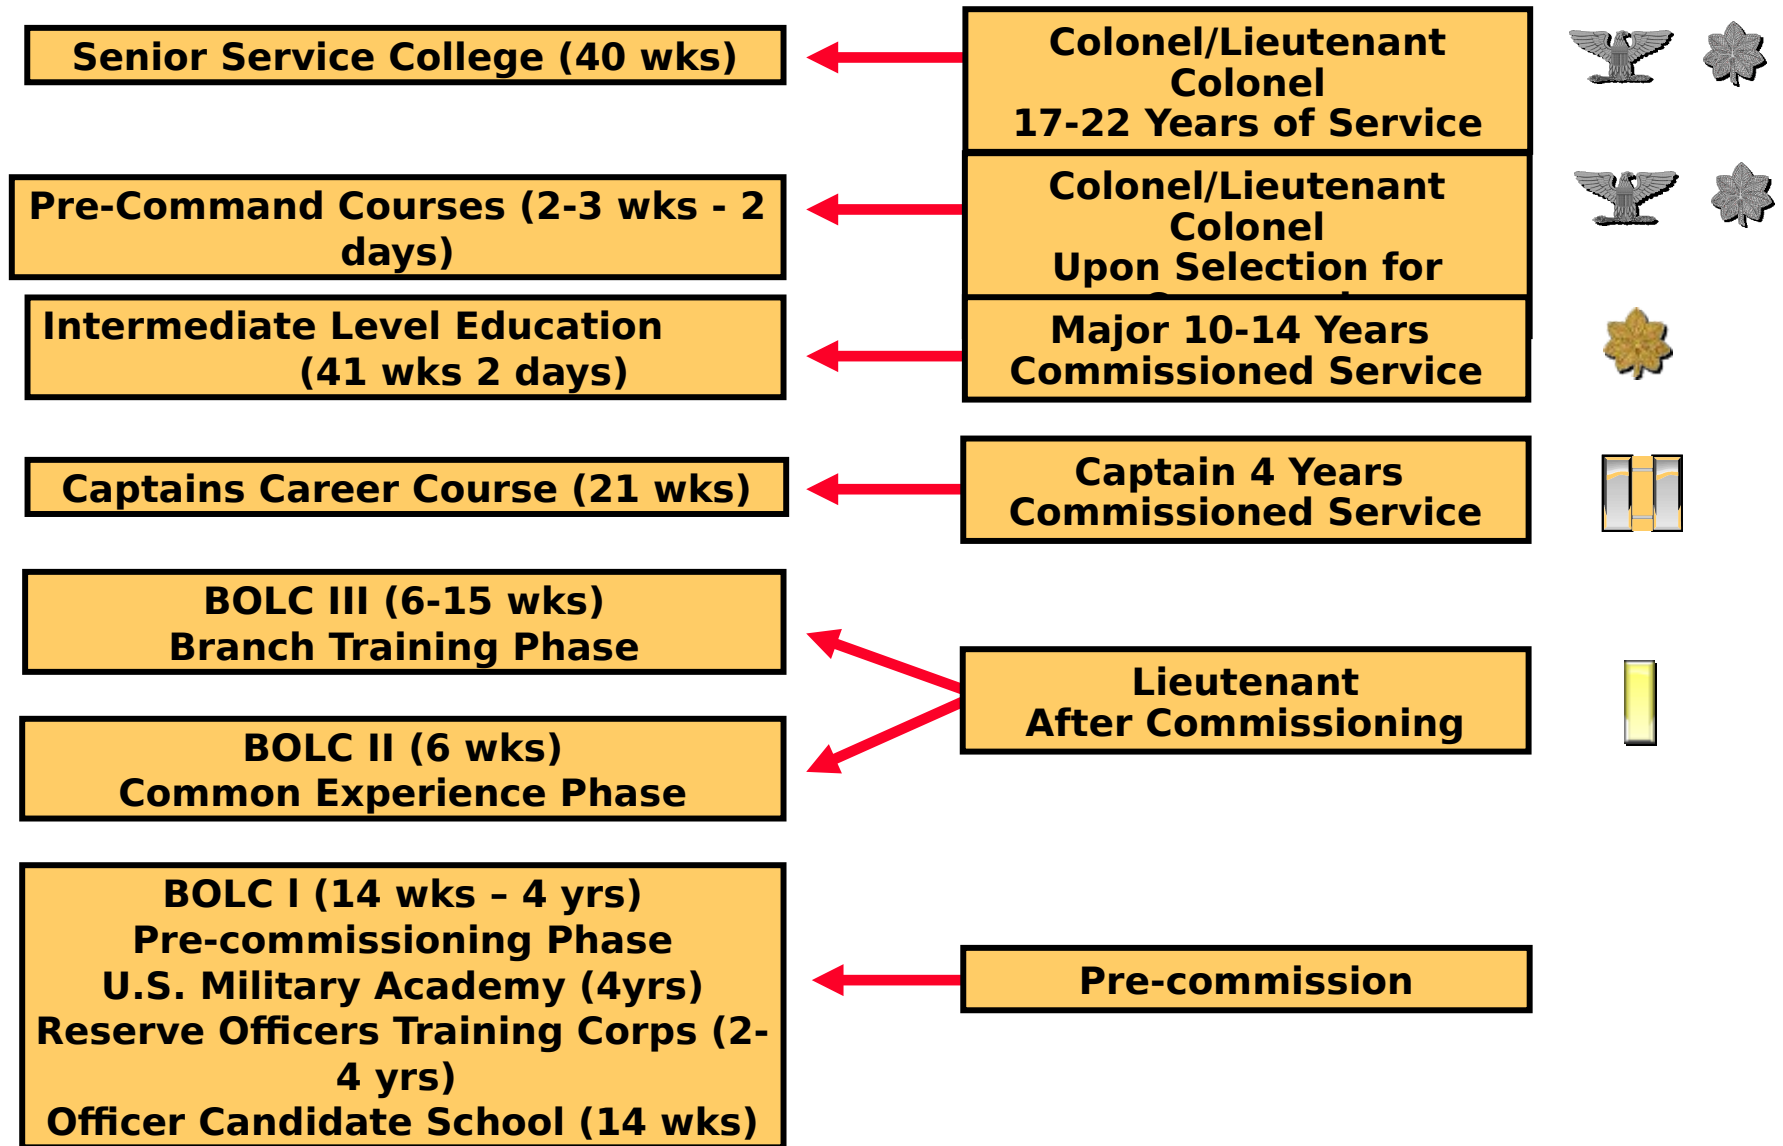 Senior Service College (40 wks)
Colonel/Lieutenant
Colonel
17-22 Years of Service
Pre-Command Courses (2-3 wks - 2
days)
Colonel/Lieutenant
Colonel
Upon Selection for
Intermediate Level Education
(41 wks 2 days)
Major 10-14 Years
Commissioned Service
Captains Career Course (21 wks)
Captain 4 Years
Commissioned Service
BOLC III (6-15 wks)
Branch Training Phase
BOLC II (6 wks)
Common Experience Phase
Lieutenant
After Commissioning
BOLC l (14 wks – 4 yrs)
Pre-commissioning Phase
U.S. Military Academy (4yrs)
Reserve Officers Training Corps (2-
4 yrs)
Officer Candidate School (14 wks)
Pre-commission